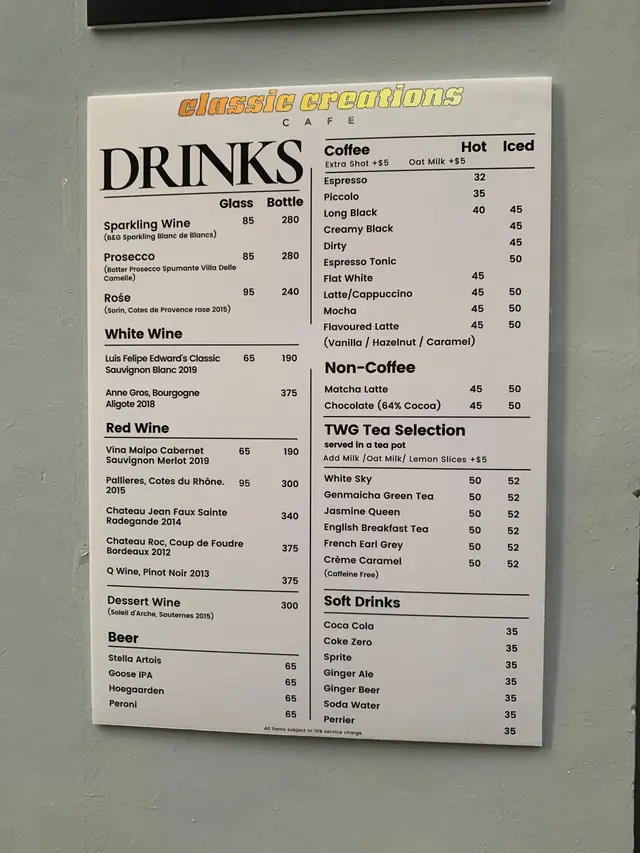 classic creations
CAFE
DRINKS
Glass Bottle
Sparkling Wine 85 280
(B&G Sparkling Blanc de Blancs)
Prosecco 85 280
(Botter Prosecco Spumante Villa Delle
Camelie)
Rośe 95 240
(Sorin, Cotes de Provence rose 2015)
White Wine
Luis Felipe Edward's Classic 65 190
Sauvignon Blanc 2019
Anne Gros, Bourgogne 375
Aligote 2018
Red Wine
Vina Maipo Cabernet 65 190
Sauvignon Merlot 2019
Pallieres, Cotes du Rhône. 95 300
2015
Chateau Jean Faux Sainte 340
Radegande 2014
Chateau Roc, Coup de Foudre 375
Bordeaux 2012
Q Wine, Pinot Noir 2013 375
Dessert Wine 300
(Soleil d'Arche, Sauternes 2015)
Beer
Stella Artois 65
Goose IPA 65
Hoegaarden 65
Peroni 65
Coffee Hot Iced
Extra Shot +$5 Oat Milk +$5
Espresso 32
Piccolo 35
Long Black 40 45
Creamy Black 45
Dirty 45
Espresso Tonic 50
Flat White 45
Latte/Cappuccino 45 50
Mocha 45 50
Flavoured Latte 45 50
(Vanilla / Hazelnut / Caramel)
Non-Coffee
Matcha Latte 45 50
Chocolate (64% Cocoa) 45 50
TWG Tea Selection
served in a tea pot
Add Milk /Oat Milk/ Lemon Slices +$5
White Sky 50 52
Genmaicha Green Tea 50 52
Jasmine Queen 50 52
English Breakfast Tea 50 52
French Earl Grey 50 52
Crème Caramel 50 52
(Caffeine Free)
Soft Drinks
Coca Cola 35
Coke Zero 35
Sprite 35
Ginger Ale 35
Ginger Beer 35
Soda Water 35
Perrier 35
All items subject to 10% service charge